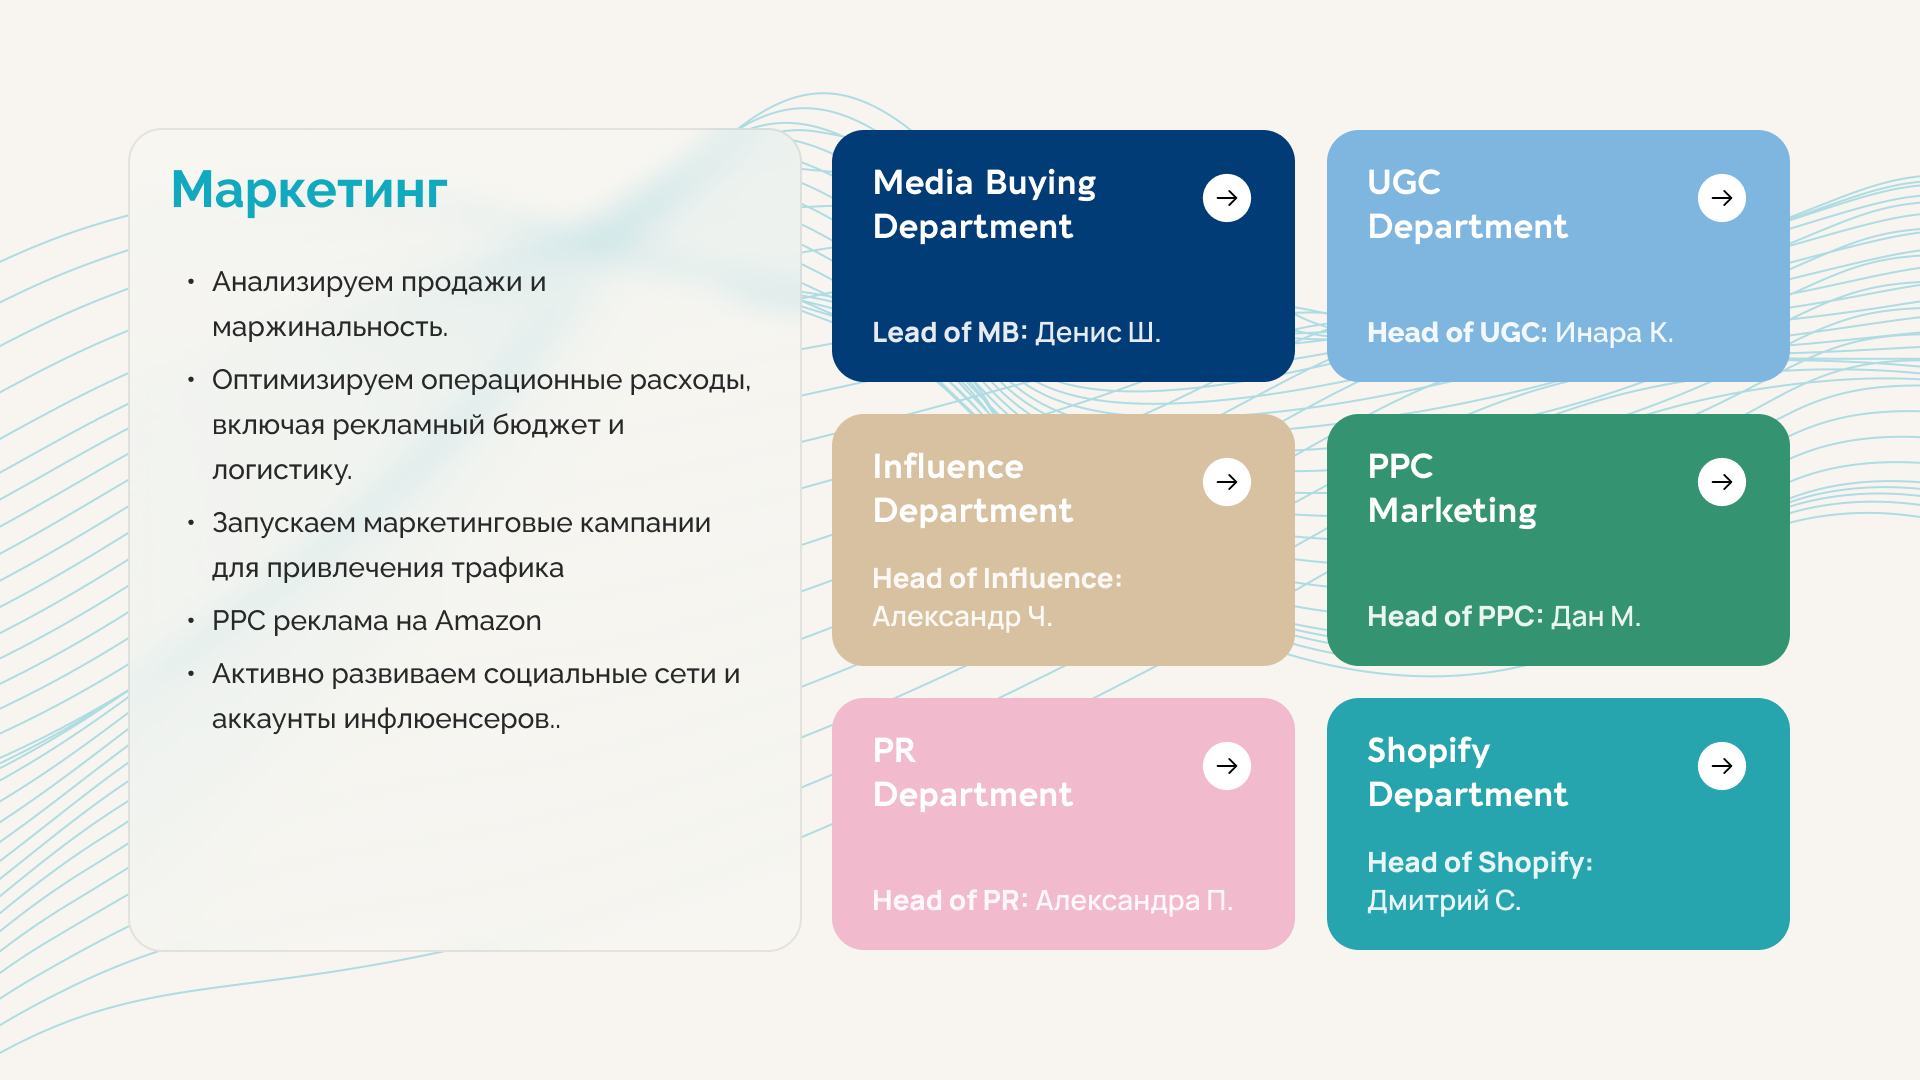 Маркетинг
• Анализируем продажи и
маржинальность.
• Оптимизируем операционные расходы,
включая рекламный бюджет и
логистику.
• Запускаем маркетинговые кампании
для привлечения трафика
• PPC реклама на Amazon
• Активно развиваем социальные сети и
аккаунты инфлюенсеров..
Media Buying
Department
Lead of MB: Денис Ш.
UGC
Department
Head of UGC: Инара К.
Influence
Department
Head of Influence:
Александр Ч.
PPC
Marketing
Head of PPC: Дан М.
PR
Department
Head of PR: Александра П.
Shopify
Department
Head of Shopify:
Дмитрий С.